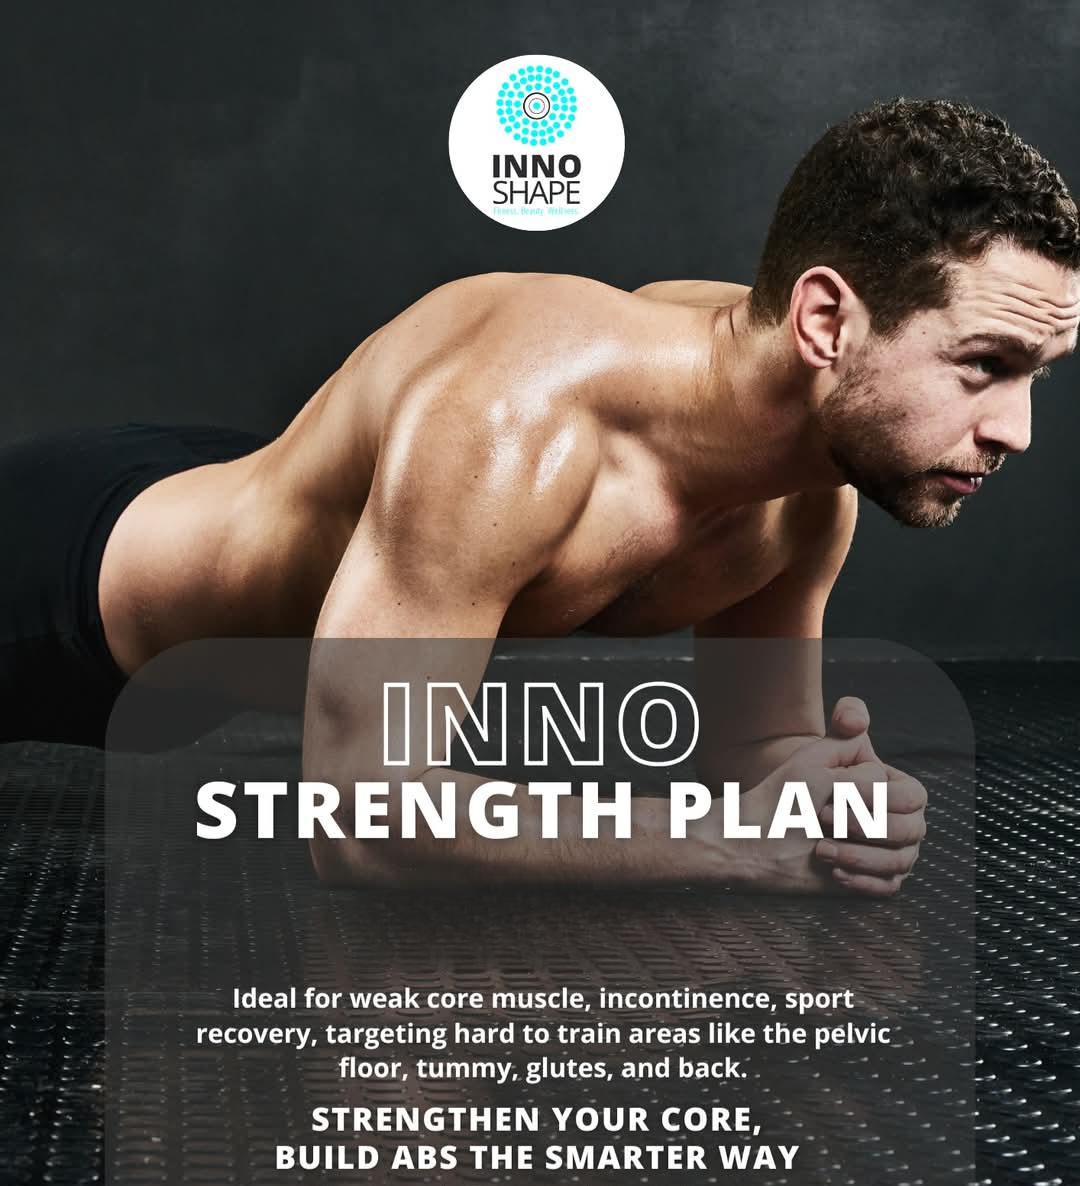 INNO
SHAPE
Fitness. Beauty. Wellness.
INNO
STRENGTH PLAN
Ideal for weak core muscle, incontinence, sport
recovery, targeting hard to train areas like the pelvic
floor, tummy, glutes, and back.
STRENGTHEN YOUR CORE,
BUILD ABS THE SMARTER WAY